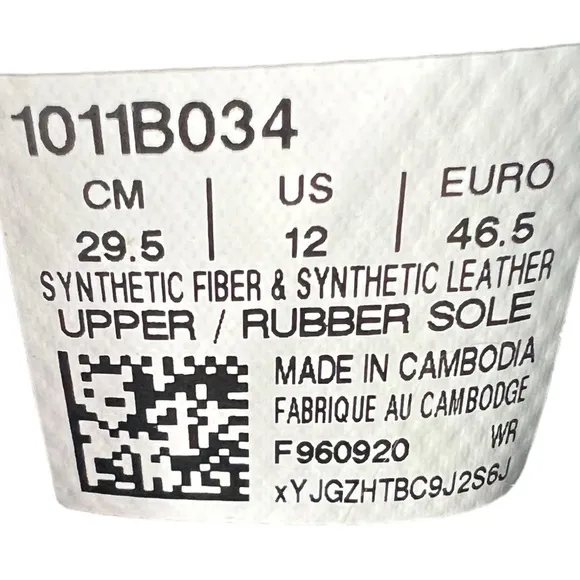 1011B034
CM | US | EURO
29.5 | 12 | 46.5
SYNTHETIC FIBER & SYNTHETIC LEATHER
UPPER / RUBBER SOLE
MADE IN CAMBODIA
FABRIQUE AU CAMBODGE
F960920 WR
xYJGZHTBC9J2S6J